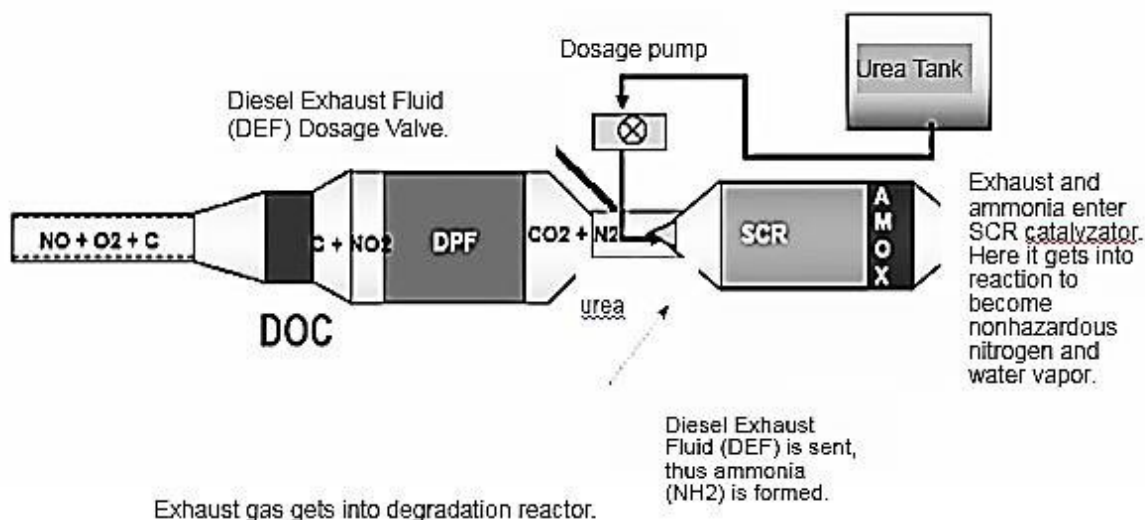 Dosage pump
Urea Tank
Diesel Exhaust Fluid
(DEF) Dosage Valve.
NO + O2 + C
C + NO2
DPF
CO2 + N2
SCR
AMOX
DOC
urea
Exhaust and
ammonia enter
SCR catalyzator.
Here it gets into
reaction to
become
nonhazardous
nitrogen and
water vapor.
Diesel Exhaust
Fluid (DEF) is sent,
thus ammonia
(NH2) is formed.
Exhaust gas gets into degradation reactor.